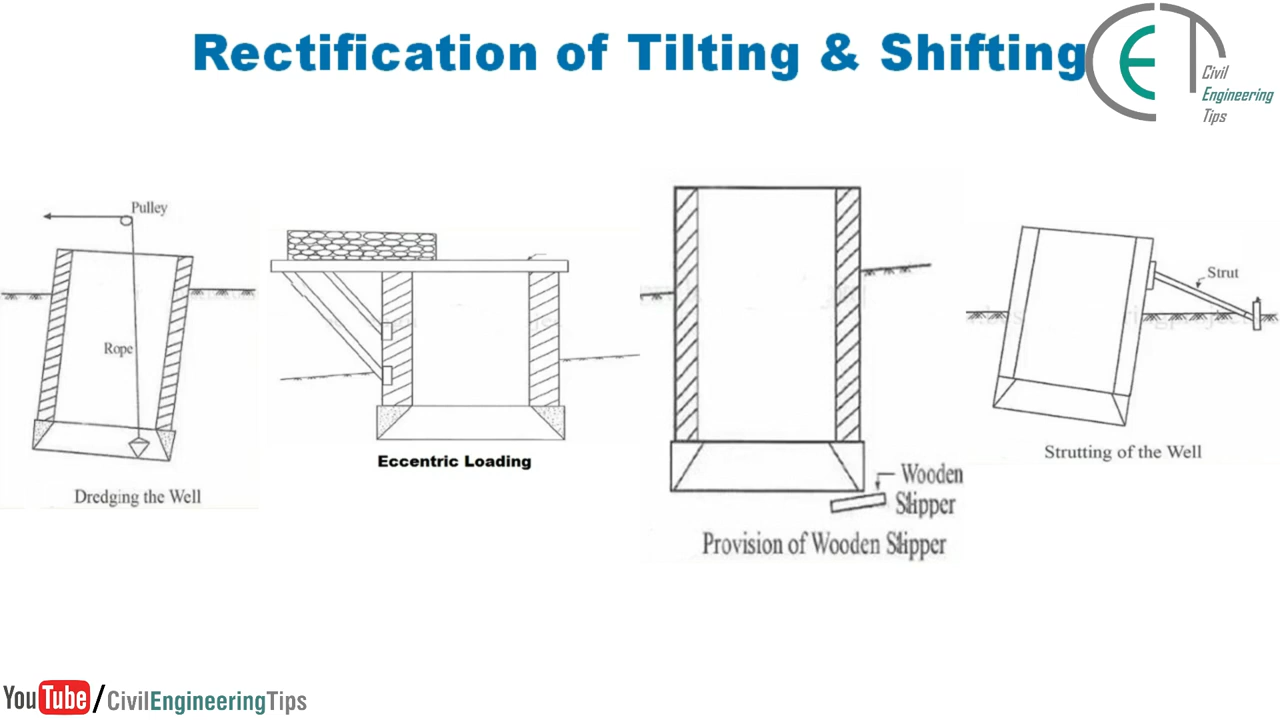 Rectification of Tilting & Shifting
CET
Civil
Engineering
Tips
Pulley
Rope
Dredging the Well
Eccentric Loading
Wooden
Slipper
Provision of Wooden Slipper
Strut
Strutting of the Well
YouTube/CivilEngineeringTips